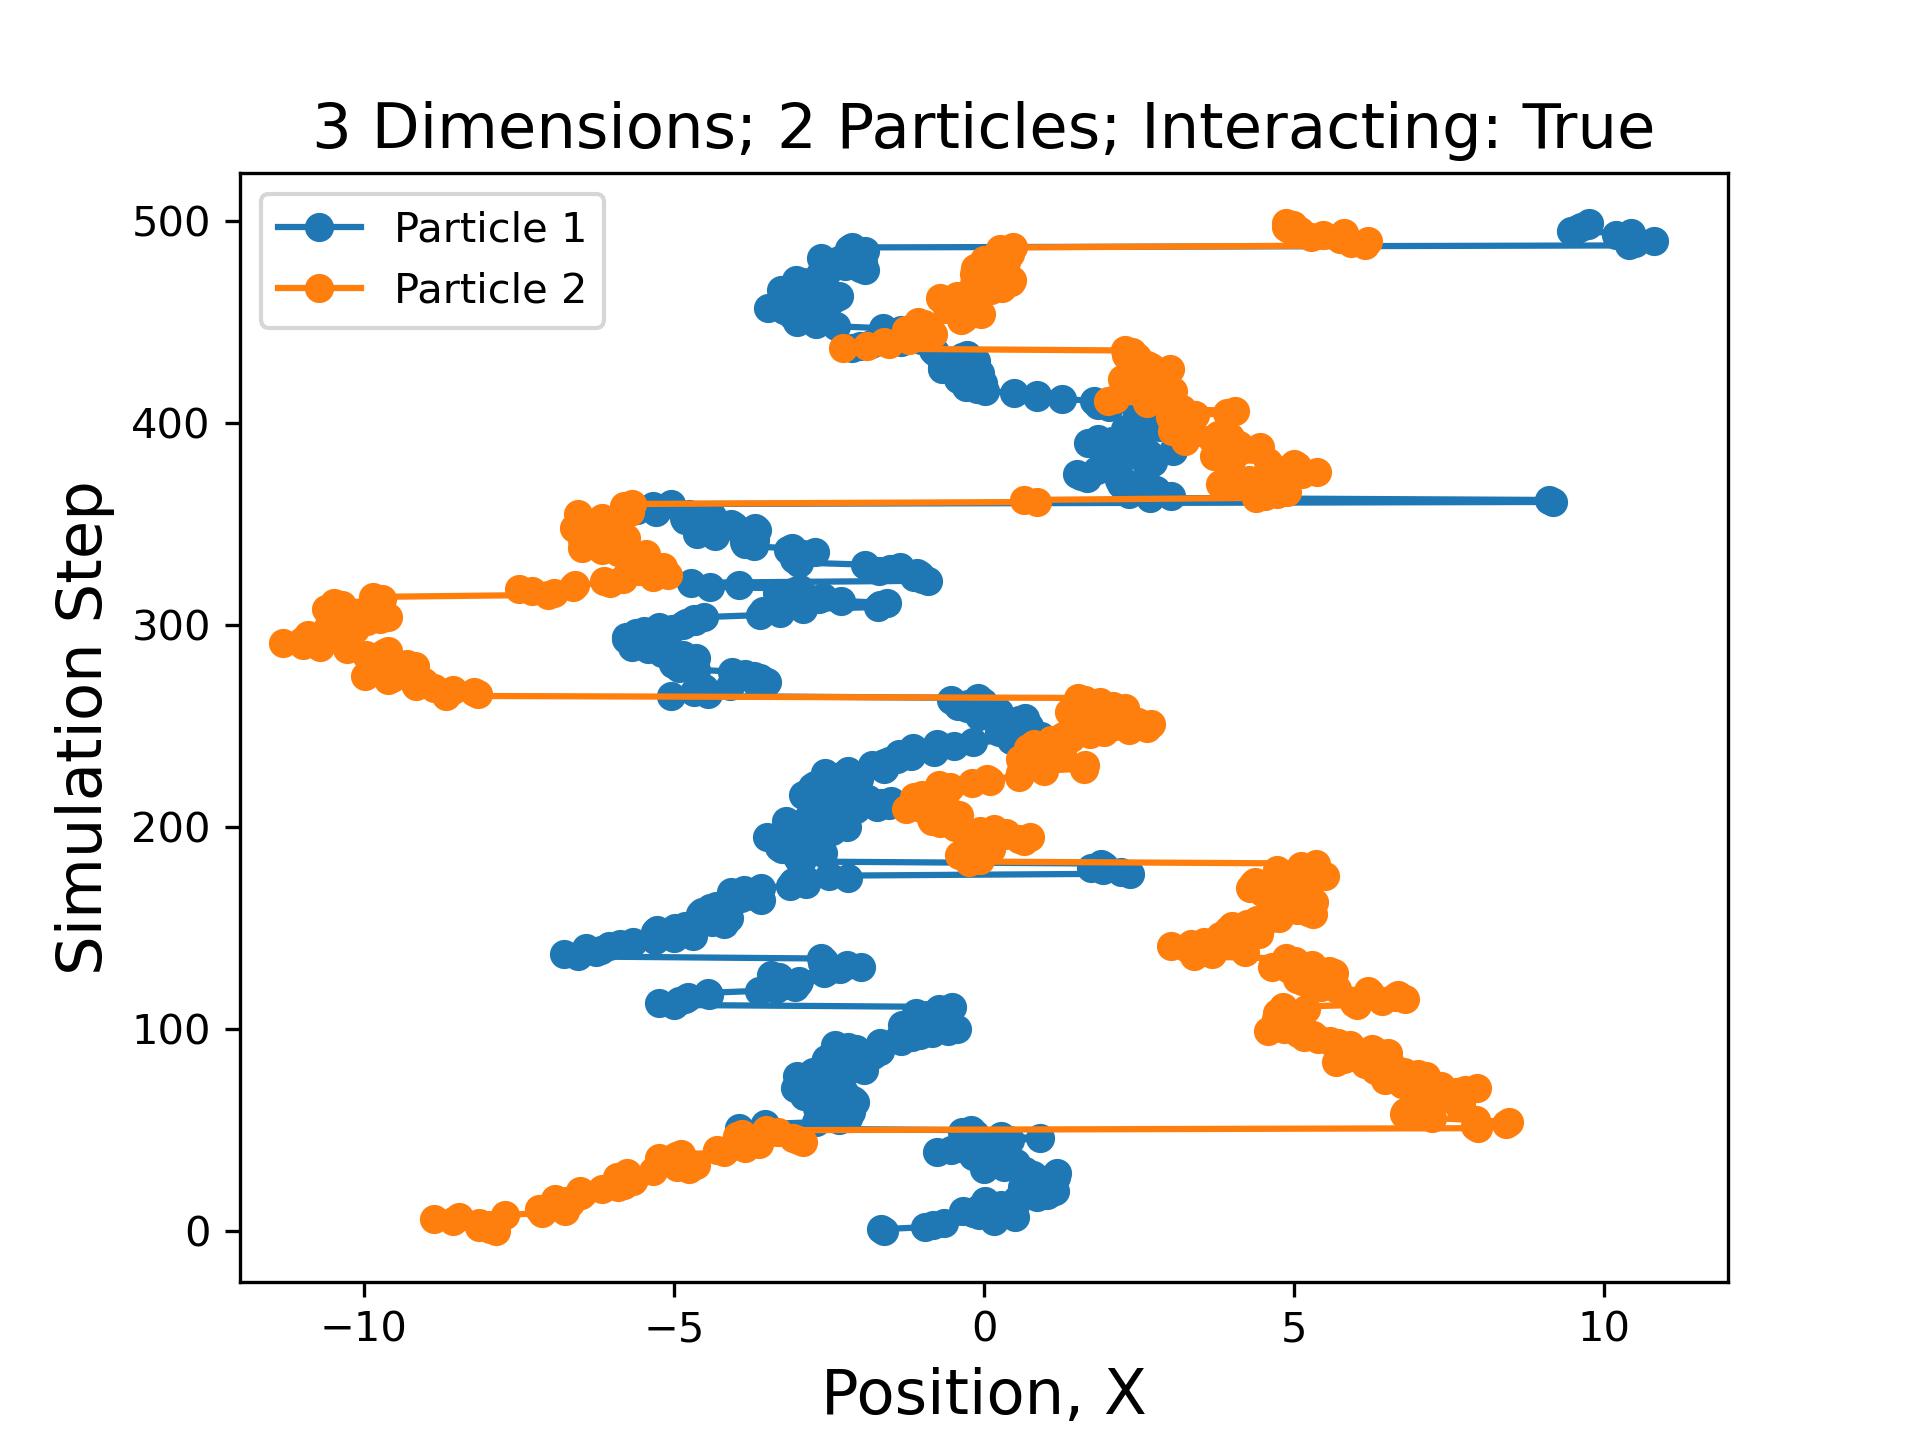 3 Dimensions; 2 Particles; Interacting: True
Particle 1
Particle 2
Simulation Step
500
400
300
200
100
0
−10
−5
0
5
10
Position, X